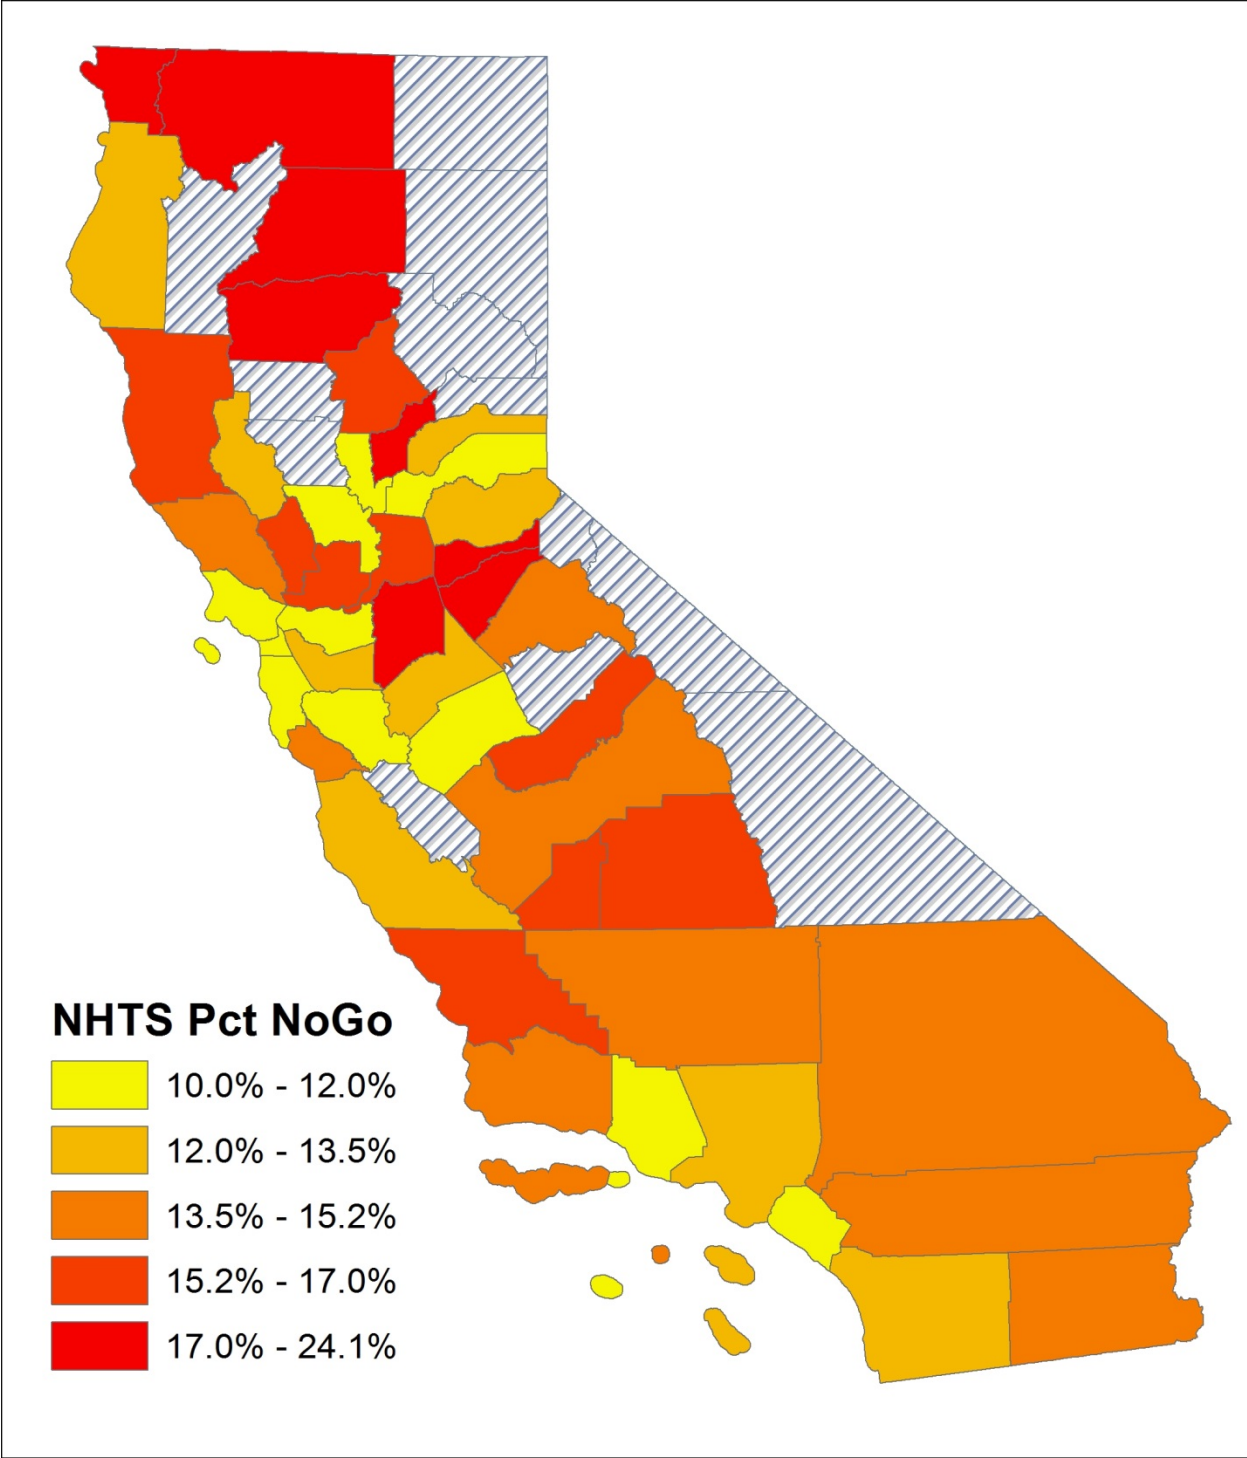 NHTS Pct NoGo
10.0% - 12.0%
12.0% - 13.5%
13.5% - 15.2%
15.2% - 17.0%
17.0% - 24.1%